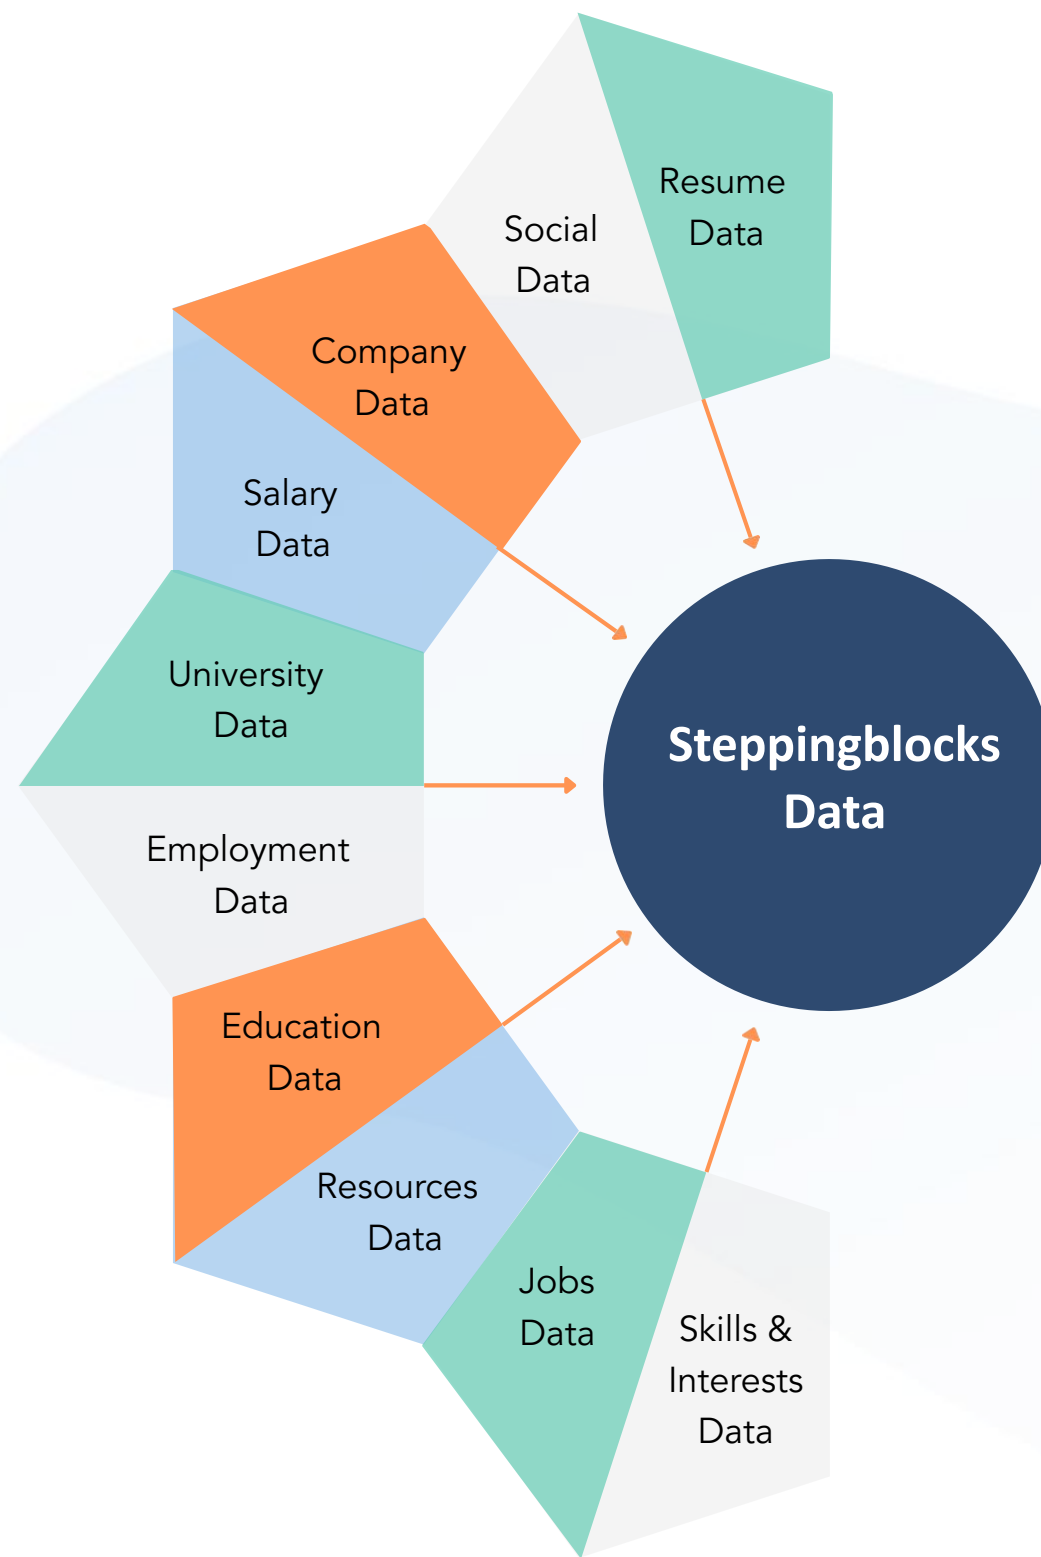 Resume
Data
Social
Data
Company
Data
Salary
Data
University
Data
Steppingblocks
Data
Employment
Data
Education
Data
Resources
Data
Jobs
Data
Skills &
Interests
Data